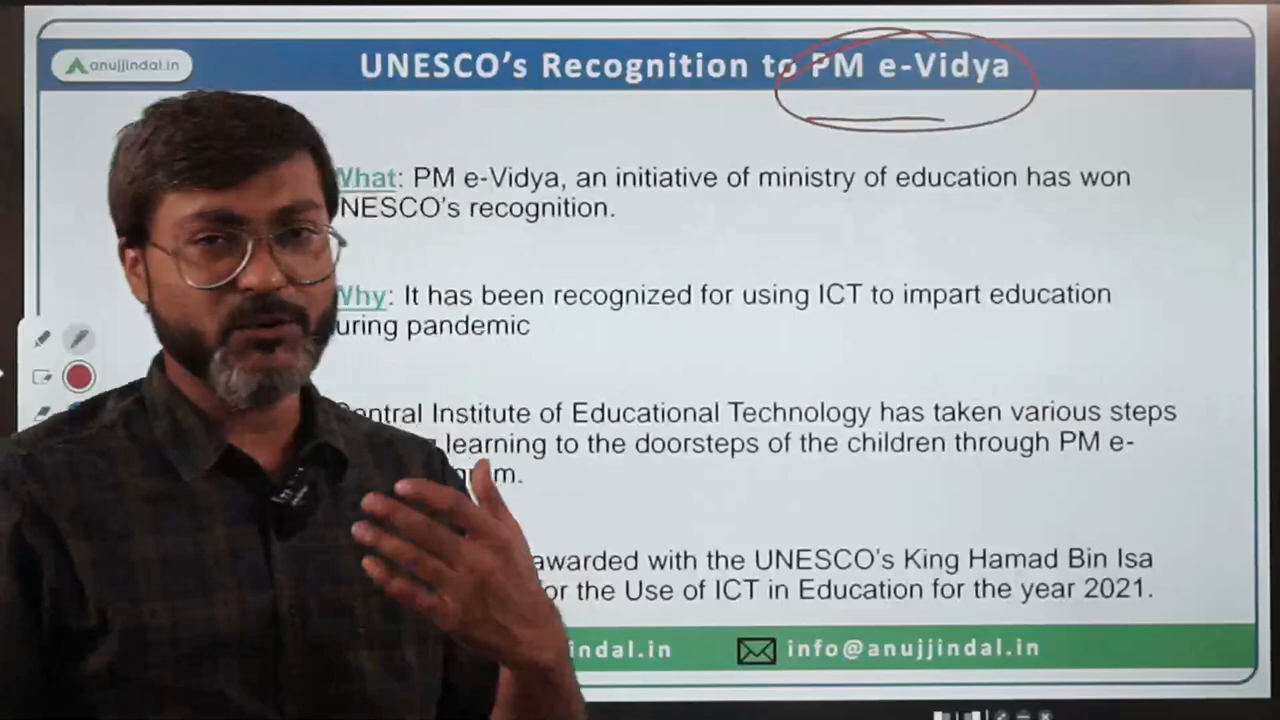 anujjindal.in
UNESCO's Recognition to PM e-Vidya
What: PM e-Vidya, an initiative of ministry of education has won
NESCO's recognition.
Why: It has been recognized for using ICT to impart education
uring pandemic
Central Institute of Educational Technology has taken various steps
learning to the doorsteps of the children through PM e-
awarded with the UNESCO's King Hamad Bin Isa
or the Use of ICT in Education for the year 2021.
indal.in
info@anujjindal.in